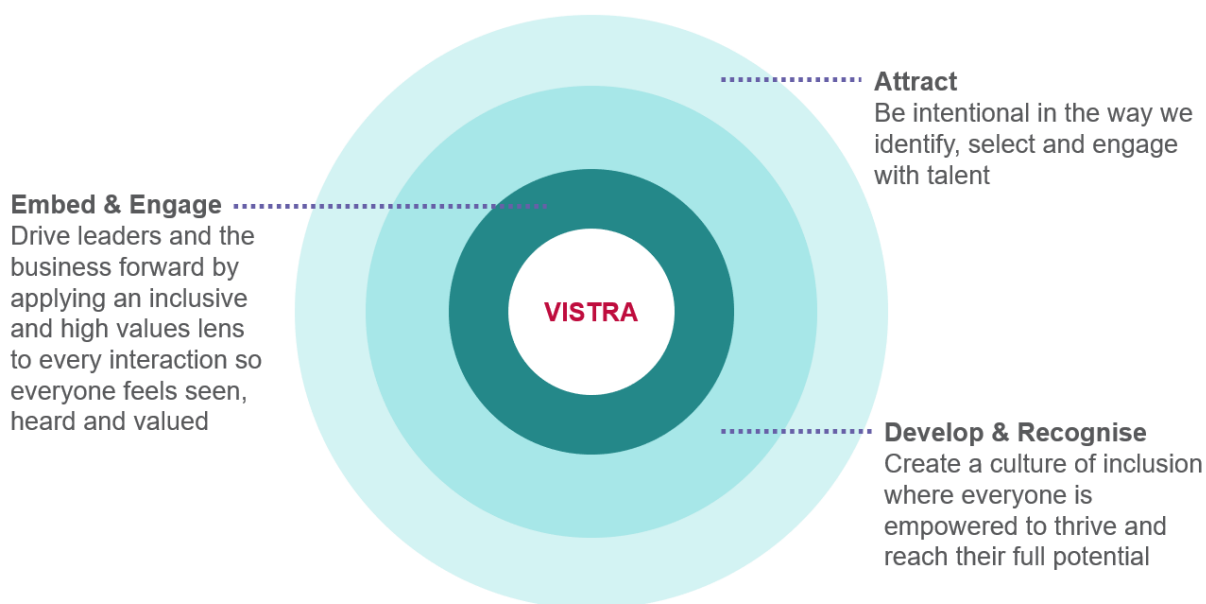 Attract
Be intentional in the way we
identify, select and engage
with talent
Embed & Engage
Drive leaders and the
business forward by
applying an inclusive
and high values lens
to every interaction so
everyone feels seen,
heard and valued
VISTRA
Develop & Recognise
Create a culture of inclusion
where everyone is
empowered to thrive and
reach their full potential